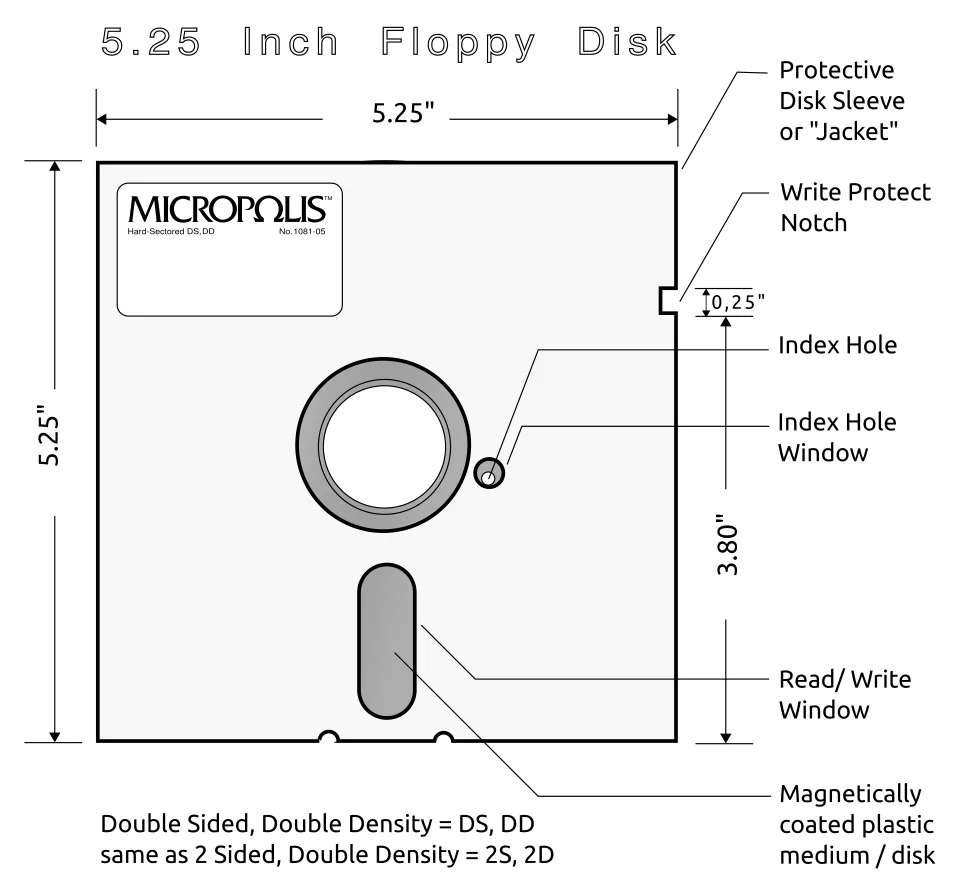 5.25 Inch Floppy Disk
5.25"
Protective
Disk Sleeve
or "Jacket"
MICROPOLIS™
Hard-Sectored DS,DD No.1081-05
Write Protect
Notch
0,25"
Index Hole
Index Hole
Window
5.25"
3.80"
Read/ Write
Window
Magnetically
coated plastic
medium / disk
Double Sided, Double Density = DS, DD
same as 2 Sided, Double Density = 2S, 2D